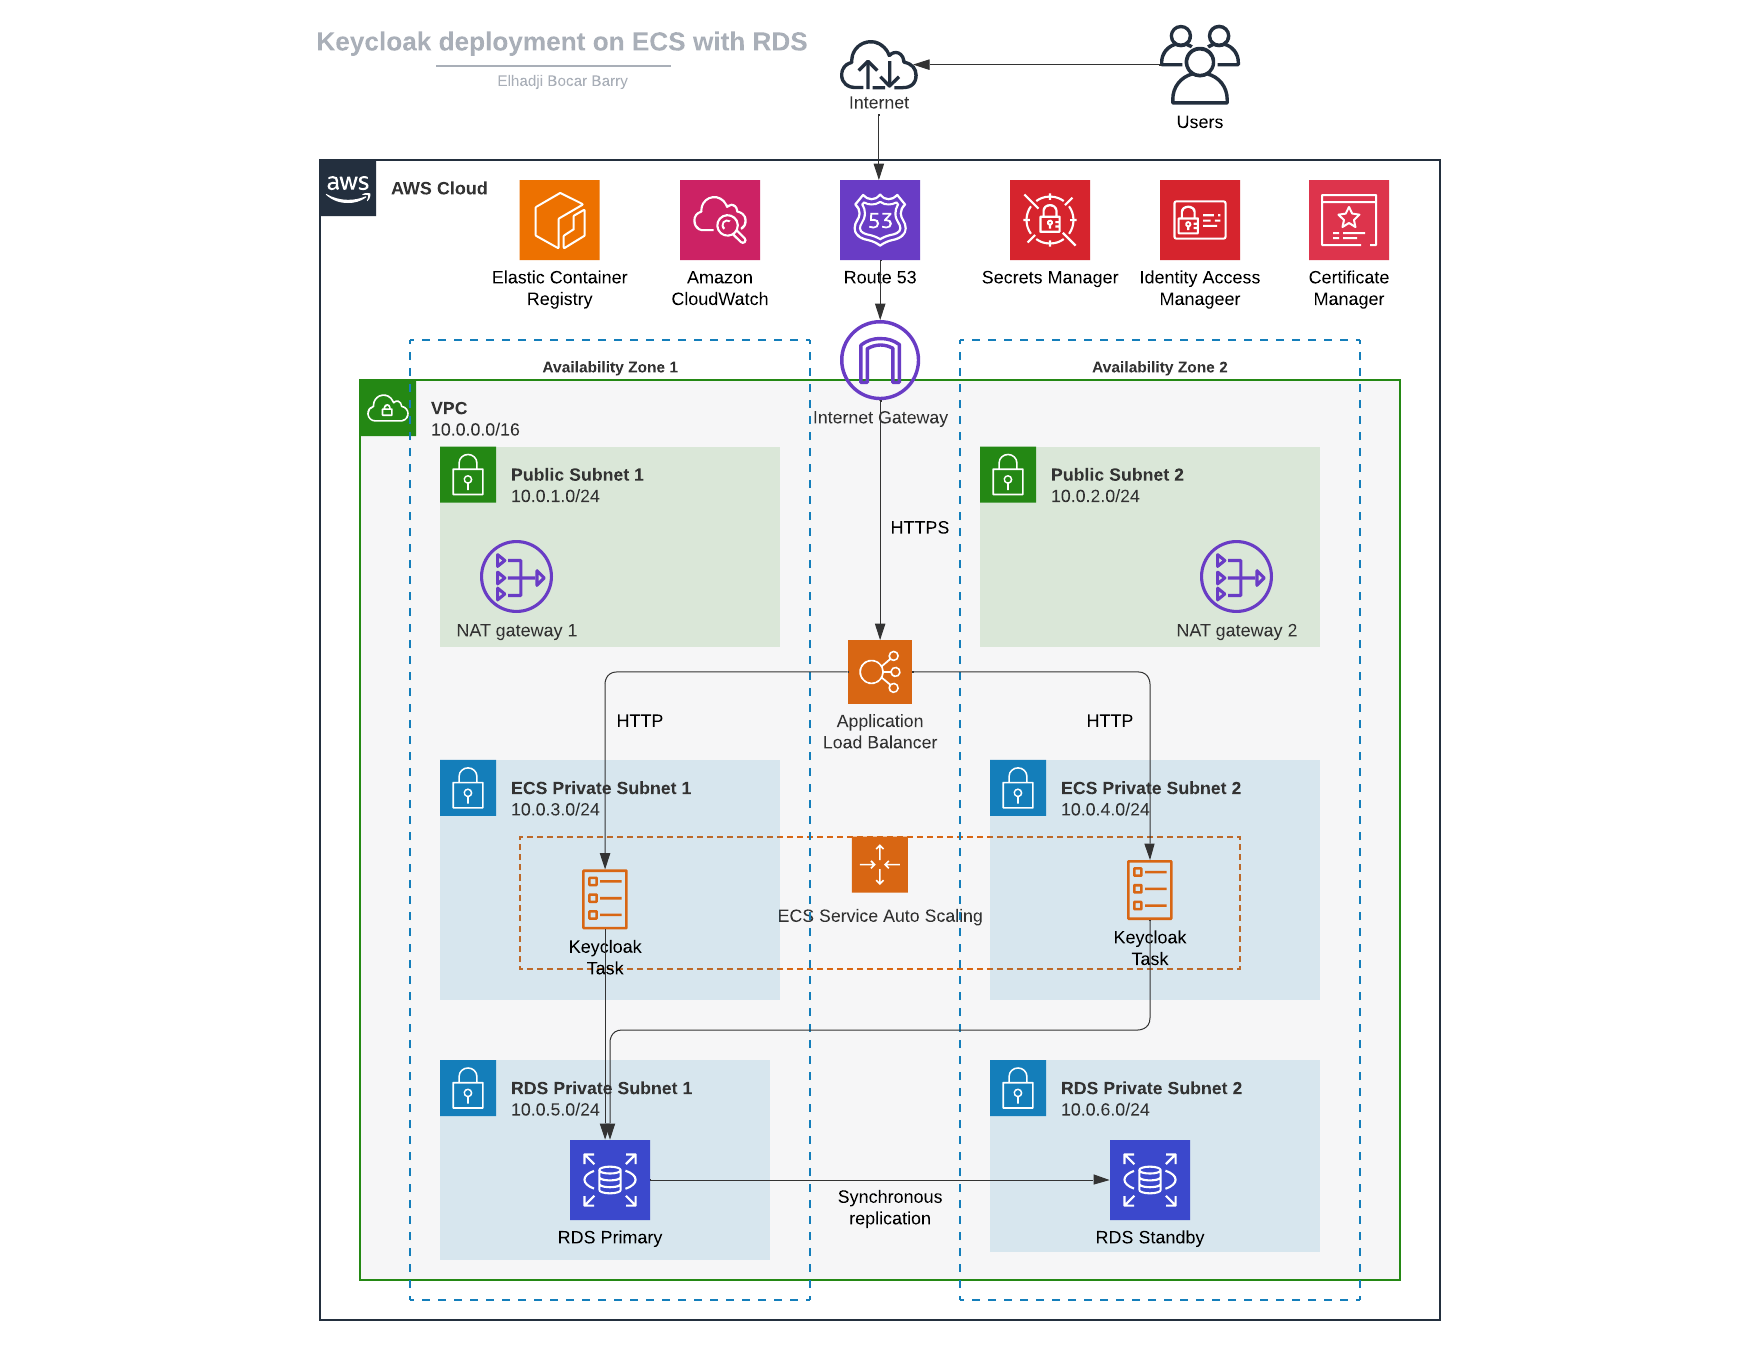 Keycloak deployment on ECS with RDS
Elhadji Bocar Barry
Internet
Users
aws
AWS Cloud
53
Elastic Container
Registry
Amazon
CloudWatch
Route 53
Secrets Manager
Identity Access
Manageer
Certificate
Manager
Availability Zone 1
Availability Zone 2
VPC
10.0.0.0/16
Internet Gateway
Public Subnet 1
10.0.1.0/24
Public Subnet 2
10.0.2.0/24
HTTPS
NAT gateway 1
NAT gateway 2
HTTP
Application
Load Balancer
HTTP
ECS Private Subnet 1
10.0.3.0/24
ECS Private Subnet 2
10.0.4.0/24
ECS Service Auto Scaling
Keycloak
Task
Keycloak
Task
RDS Private Subnet 1
10.0.5.0/24
RDS Private Subnet 2
10.0.6.0/24
Synchronous
replication
RDS Primary
RDS Standby